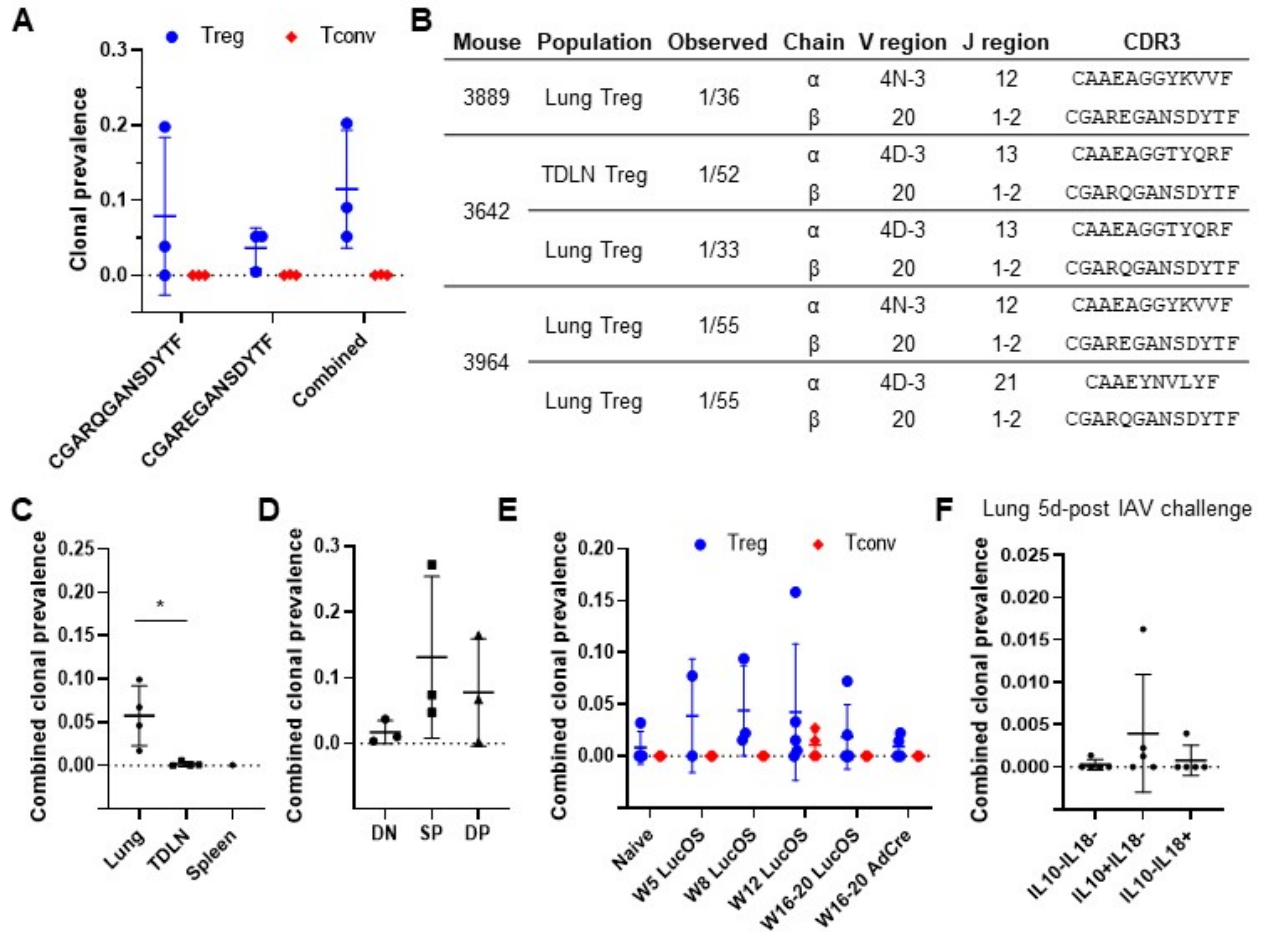 A
Treg Tconv
Clonal prevalence
0.3
0.2
0.1
0.0
CGARQGANSDYTF
CGAREGANSDYTF
Combined
B
Mouse Population Observed Chain V region J region CDR3
3889 Lung Treg 1/36 α 4N-3 12 CAAEAGGYKVVF
β 20 1-2 CGAREGANSDYTF
3642 TDLN Treg 1/52 α 4D-3 13 CAAEAGGTYQRF
β 20 1-2 CGARQGANSDYTF
Lung Treg 1/33 α 4D-3 13 CAAEAGGTYQRF
β 20 1-2 CGARQGANSDYTF
3964 Lung Treg 1/55 α 4N-3 12 CAAEAGGYKVVF
β 20 1-2 CGAREGANSDYTF
Lung Treg 1/55 α 4D-3 21 CAAEYNVLYF
β 20 1-2 CGARQGANSDYTF
C
Combined clonal prevalence
0.25
0.20
0.15
0.10
0.05
0.00
*
Lung
TDLN
Spleen
D
Combined clonal prevalence
0.3
0.2
0.1
0.0
DN SP DP
E
Treg Tconv
Combined clonal prevalence
0.20
0.15
0.10
0.05
0.00
Naive
W5 LucOS
W8 LucOS
W12 LucOS
W16-20 LucOS
W16-20 AdCre
F
Lung 5d-post IAV challenge
Combined clonal prevalence
0.025
0.020
0.015
0.010
0.005
0.000
IL10-IL18-
IL10+IL18-
IL10-IL18+